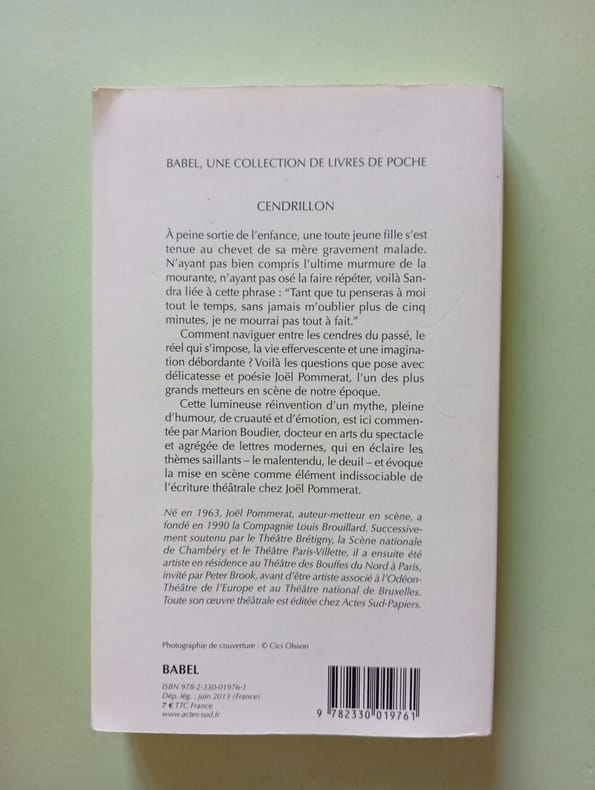 BABEL, UNE COLLECTION DE LIVRES DE POCHE
CENDRILLON
À peine sortie de l'enfance, une toute jeune fille s'est
tenue au chevet de sa mère gravement malade.
N'ayant pas bien compris l'ultime murmure de la
mourante, n'ayant pas osé la faire répéter, voilà San-
dra liée à cette phrase : “Tant que tu penseras à moi
tout le temps, sans jamais m'oublier plus de cinq
minutes, je ne mourrai pas tout à fait.”
Comment naviguer entre les cendres du passé, le
réel qui s'impose, la vie effervescente et une imagina-
tion débordante ? Voilà les questions que pose avec
délicatesse et poésie Joël Pommerat, l'un des plus
grands metteurs en scène de notre époque.
Cette lumineuse réinvention d'un mythe, pleine
d'humour, de cruauté et d'émotion, est ici commen-
tée par Marion Boudier, docteur en arts du spectacle
et agrégée de lettres modernes, qui en éclaire les
thèmes saillants – le malentendu, le deuil – et évoque
la mise en scène comme élément indissociable de
l'écriture théâtrale chez Joël Pommerat.
Né en 1963, Joël Pommerat, auteur-metteur en scène, a
fondé en 1990 la Compagnie Louis Brouillard. Successive-
ment soutenu par le Théâtre Brétigny, la Scène nationale
de Chambéry et le Théâtre Paris-Villette, il a ensuite été
artiste en résidence au Théâtre des Bouffes du Nord à Paris,
invité par Peter Brook, avant d'être artiste associé à l'Odéon-
Théâtre de l'Europe et au Théâtre national de Bruxelles.
Toute son œuvre théâtrale est éditée chez Actes Sud-Papiers.
Photographie de couverture : © Cici Olsson
BABEL
ISBN 978-2-330-01976-1
Dép. lég. : juin 2013 (France)
7 € TTC France
www.actes-sud.fr
9 782330 019761